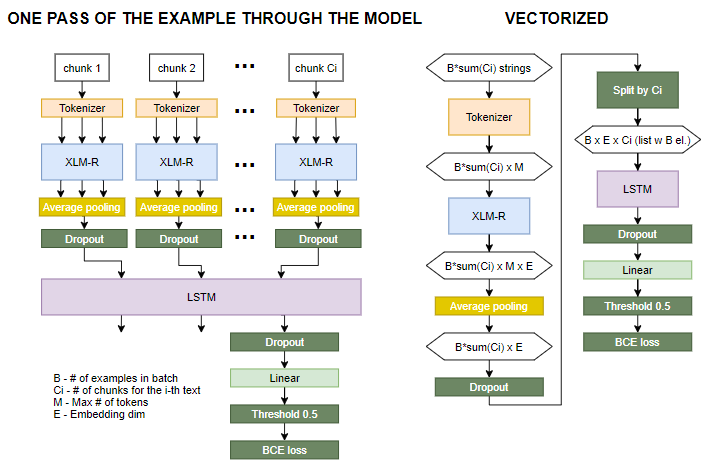 ONE PASS OF THE EXAMPLE THROUGH THE MODEL
chunk 1
chunk 2
...
chunk Ci
Tokenizer
Tokenizer
...
Tokenizer
XLM-R
XLM-R
...
XLM-R
Average pooling
Average pooling
...
Average pooling
Dropout
Dropout
...
Dropout
LSTM
Dropout
Linear
Threshold 0.5
BCE loss
B - # of examples in batch
Ci - # of chunks for the i-th text
M - Max # of tokens
E - Embedding dim
VECTORIZED
B*sum(Ci) strings
Tokenizer
B*sum(Ci) x M
XLM-R
B*sum(Ci) x M x E
Average pooling
B*sum(Ci) x E
Dropout
Split by Ci
B x E x Ci (list w B el.)
LSTM
Dropout
Linear
Threshold 0.5
BCE loss